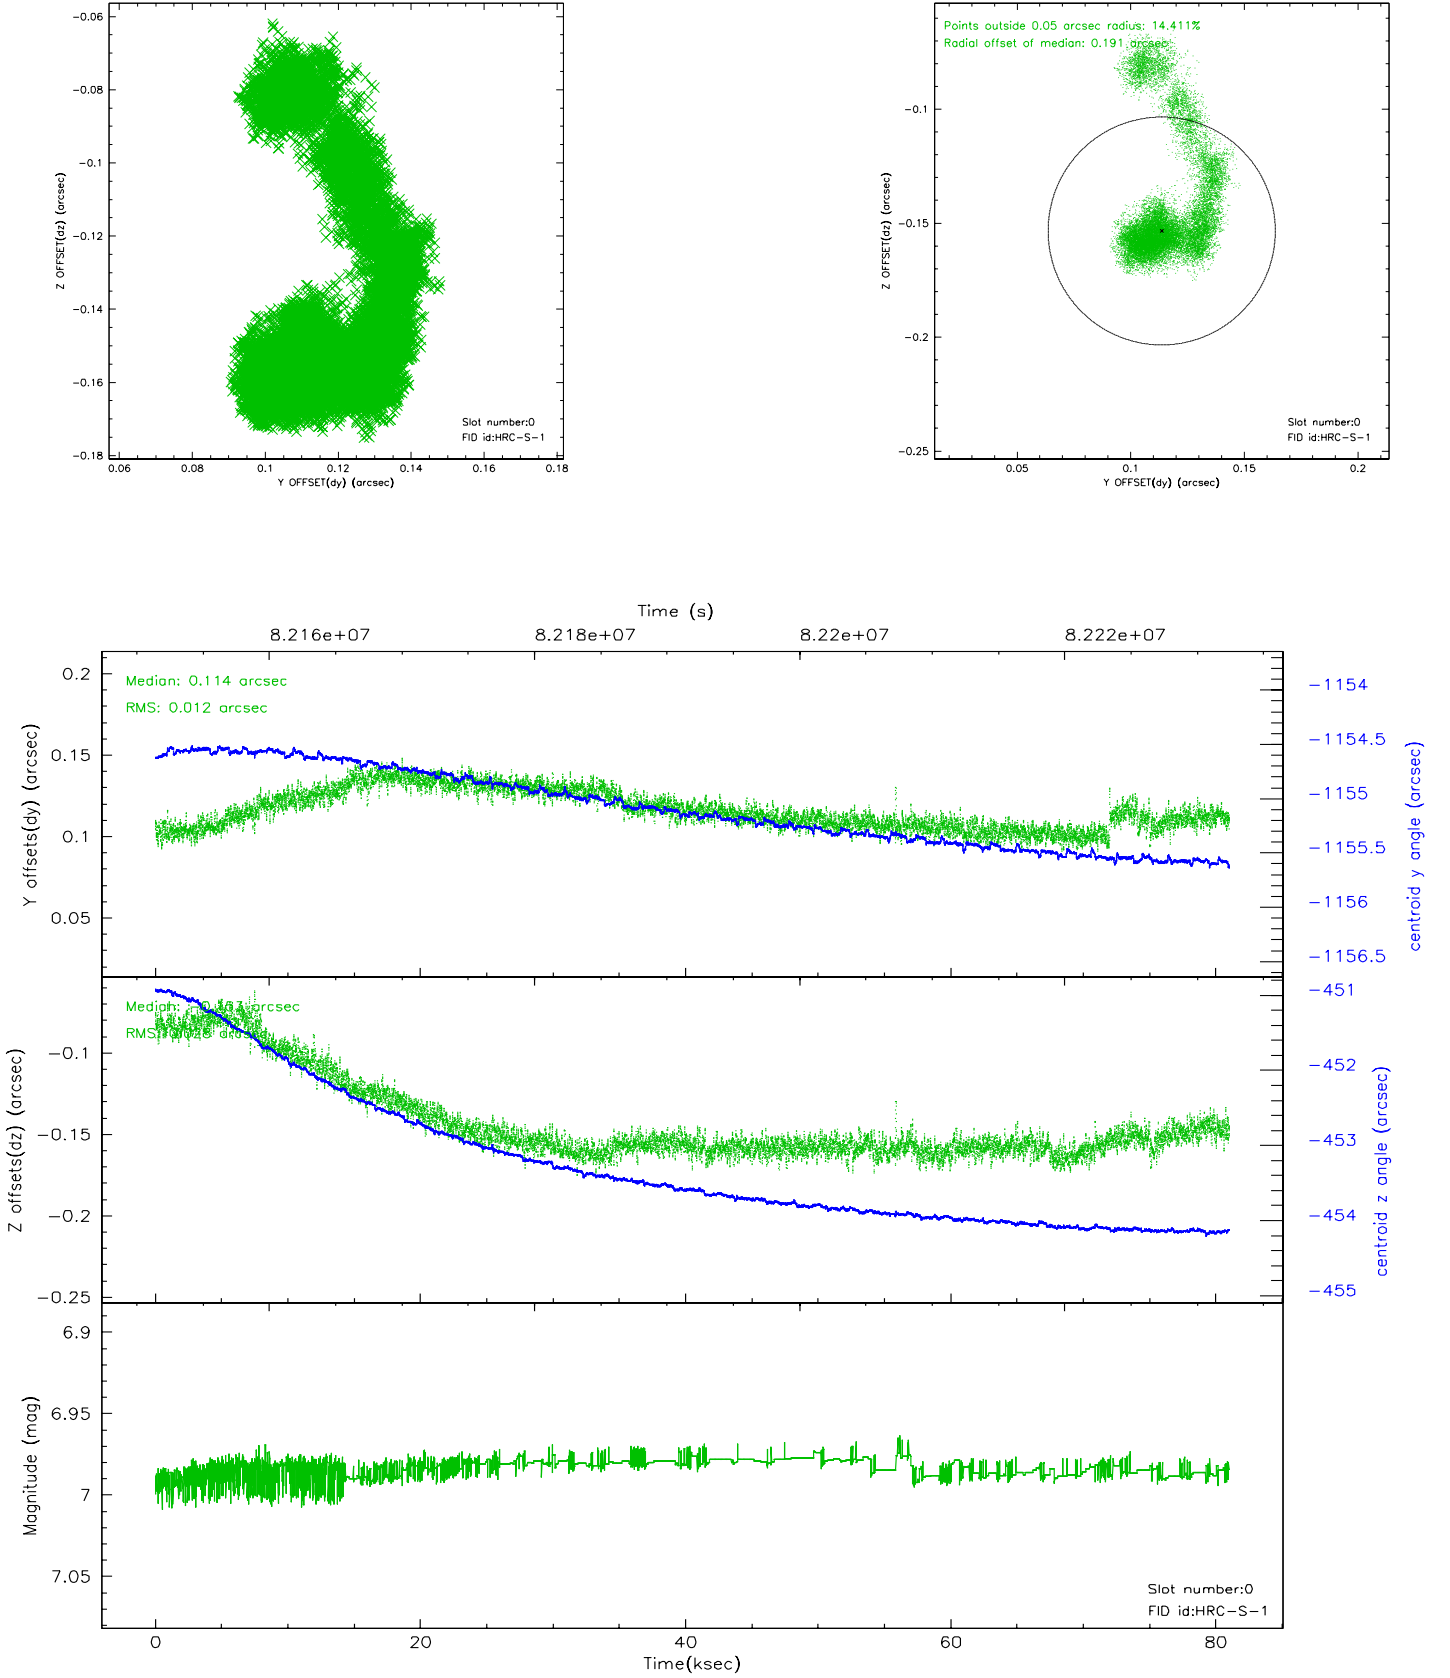 -0.06
-0.08
-0.1
-0.12
-0.14
-0.16
-0.18
Z OFFSET(dz) (arcsec)
0.06 0.08 0.1 0.12 0.14 0.16 0.18
Y OFFSET(dy) (arcsec)
Slot number:0
FID id:HRC-S-1
Points outside 0.05 arcsec radius: 14.411%
Radial offset of median: 0.191 arcsec
-0.1
-0.15
-0.2
-0.25
Z OFFSET(dz) (arcsec)
0.05 0.1 0.15 0.2
Y OFFSET(dy) (arcsec)
Slot number:0
FID id:HRC-S-1
Time (s)
8.216e+07 8.218e+07 8.22e+07 8.222e+07
Median: 0.114 arcsec
RMS: 0.012 arcsec
0.2
0.15
0.1
0.05
Y offsets(dy) (arcsec)
-1154
-1154.5
-1155
-1155.5
-1156
-1156.5
centroid y angle (arcsec)
Median: arcsec
RMS: arcsec
-0.1
-0.15
-0.2
-0.25
Z offsets(dz) (arcsec)
-451
-452
-453
-454
-455
centroid z angle (arcsec)
6.9
6.95
7
7.05
Magnitude (mag)
Slot number:0
FID id:HRC-S-1
0 20 40 60 80
Time(ksec)